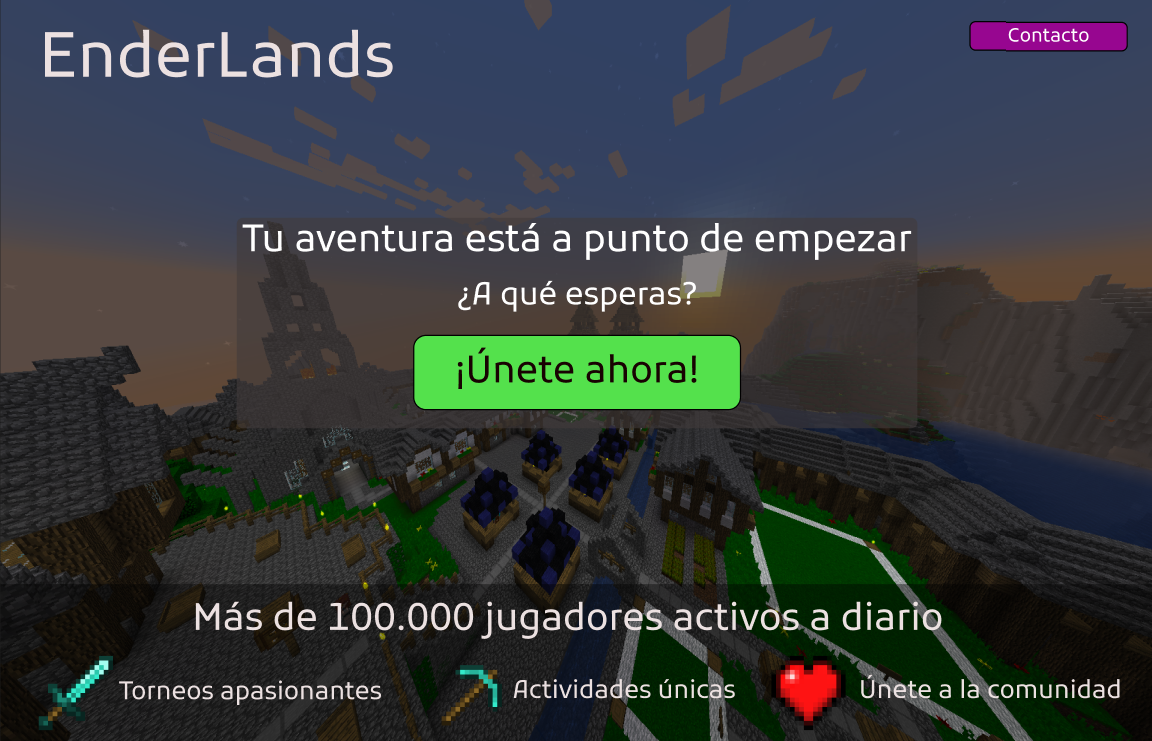 EnderLands
Contacto
Tu aventura está a punto de empezar
¿A qué esperas?
¡Únete ahora!
Más de 100.000 jugadores activos a diario
Torneos apasionantes
Actividades únicas
Únete a la comunidad